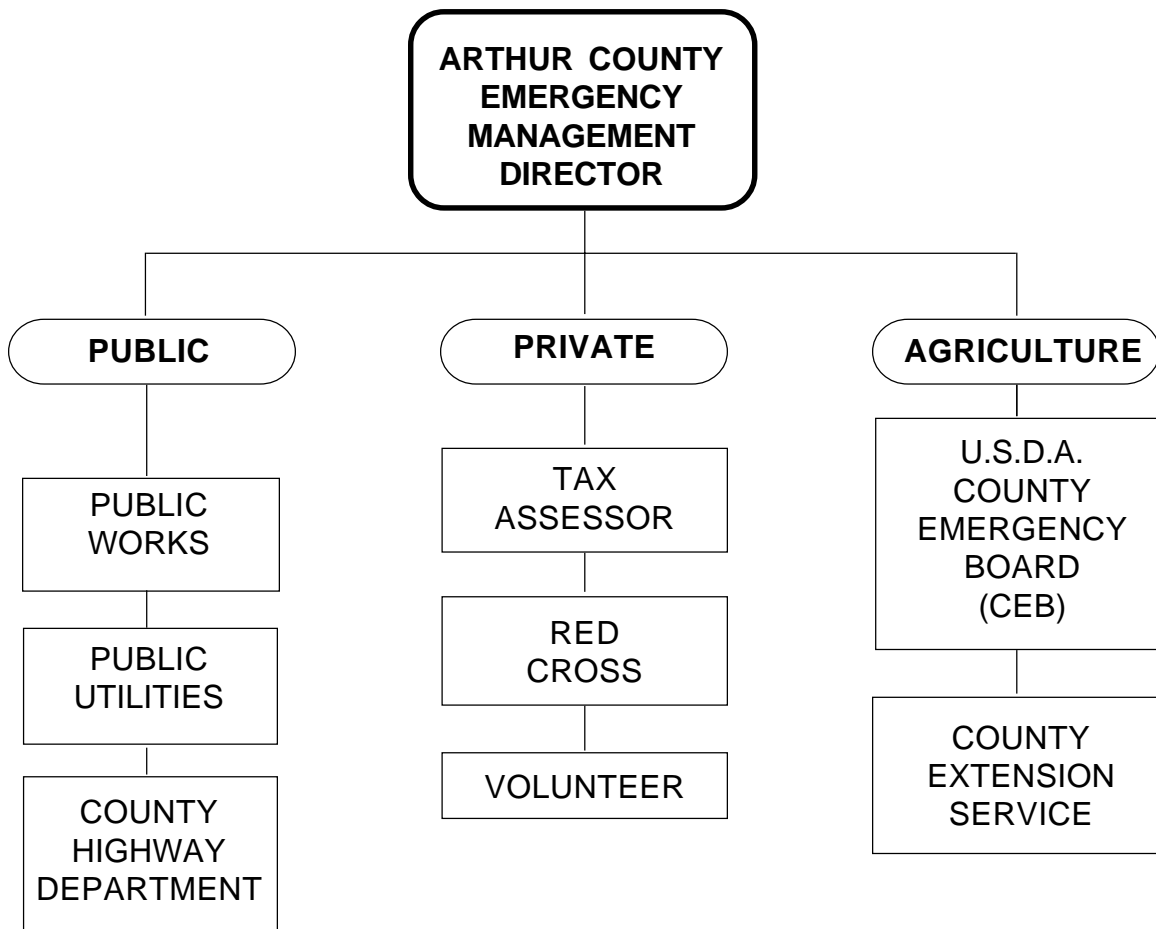 ARTHUR COUNTY
EMERGENCY
MANAGEMENT
DIRECTOR
PUBLIC
PRIVATE
AGRICULTURE
PUBLIC
WORKS
PUBLIC
UTILITIES
COUNTY
HIGHWAY
DEPARTMENT
TAX
ASSESSOR
RED
CROSS
VOLUNTEER
U.S.D.A.
COUNTY
EMERGENCY
BOARD
(CEB)
COUNTY
EXTENSION
SERVICE